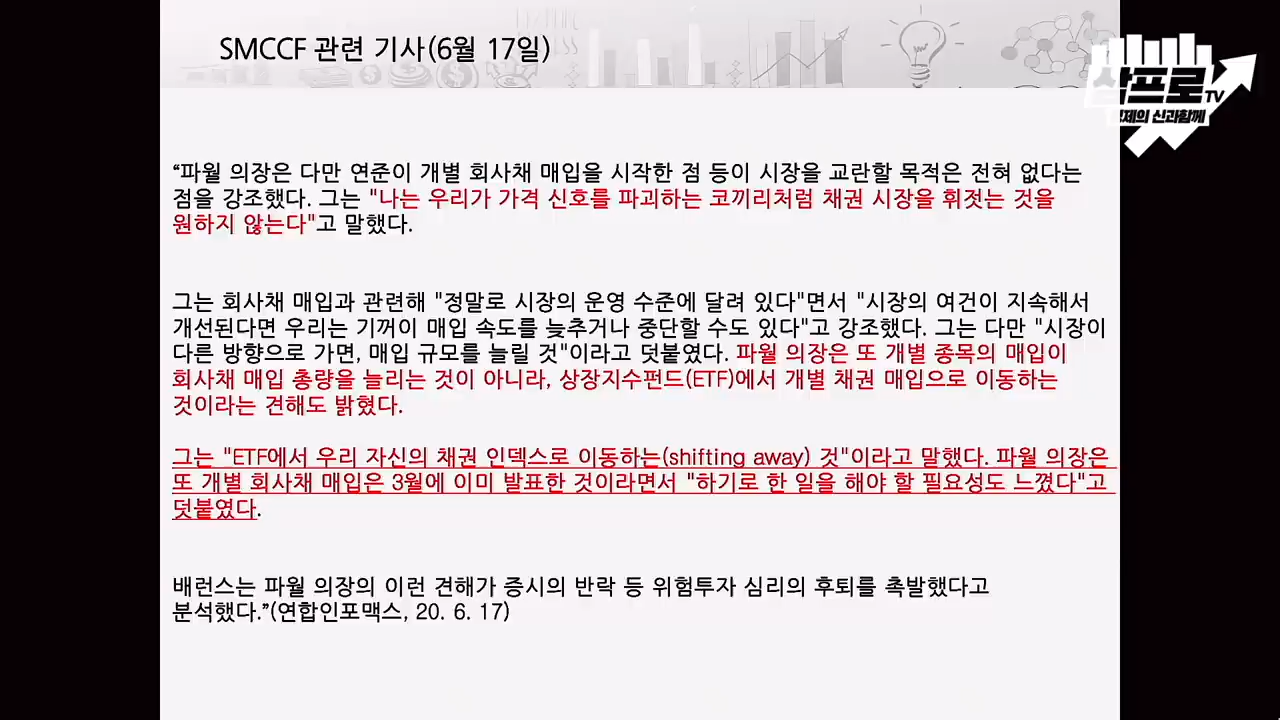 SMCCF 관련 기사(6월 17일)
삼프로TV
경제의 신과함께
“파월 의장은 다만 연준이 개별 회사채 매입을 시작한 점 등이 시장을 교란할 목적은 전혀 없다는
점을 강조했다. 그는 "나는 우리가 가격 신호를 파괴하는 코끼리처럼 채권 시장을 휘젓는 것을
원하지 않는다"고 말했다.
그는 회사채 매입과 관련해 "정말로 시장의 운영 수준에 달려 있다"면서 "시장의 여건이 지속해서
개선된다면 우리는 기꺼이 매입 속도를 늦추거나 중단할 수도 있다"고 강조했다. 그는 다만 "시장이
다른 방향으로 가면, 매입 규모를 늘릴 것"이라고 덧붙였다. 파월 의장은 또 개별 종목의 매입이
회사채 매입 총량을 늘리는 것이 아니라, 상장지수펀드(ETF)에서 개별 채권 매입으로 이동하는
것이라는 견해도 밝혔다.
그는 "ETF에서 우리 자신의 채권 인덱스로 이동하는(shifting away) 것"이라고 말했다. 파월 의장은
또 개별 회사채 매입은 3월에 이미 발표한 것이라면서 "하기로 한 일을 해야 할 필요성도 느꼈다"고
덧붙였다.
배런스는 파월 의장의 이런 견해가 증시의 반락 등 위험투자 심리의 후퇴를 촉발했다고
분석했다.”(연합인포맥스, 20. 6. 17)